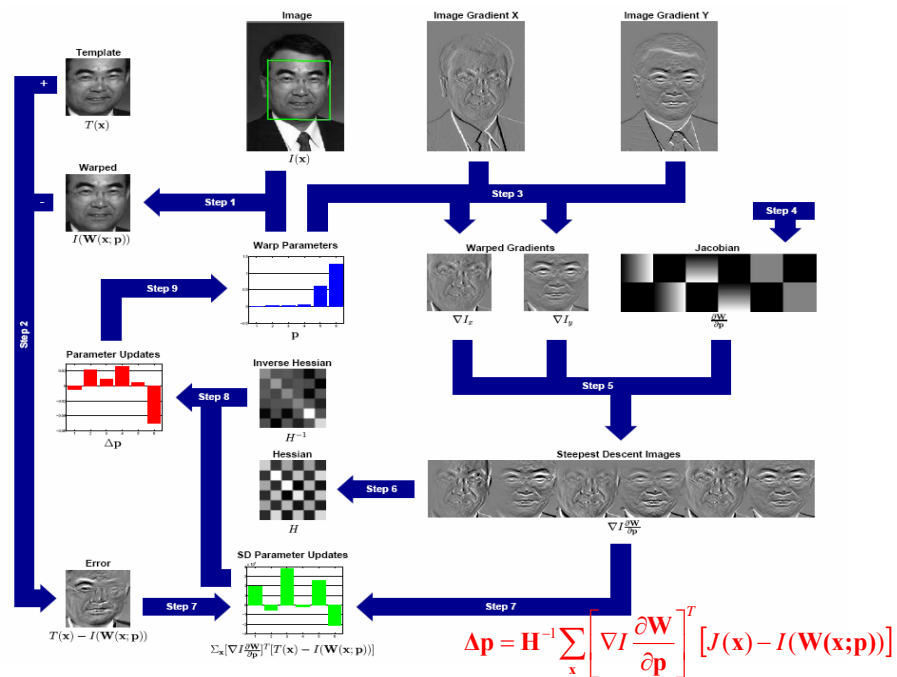 Image
Image Gradient X
Image Gradient Y
Template
+
T(x)
I(x)
Warped
-
Step 1
Step 3
Step 4
I(W(x; p))
Warp Parameters
Warped Gradients
Jacobian
Step 9
Step 2
∇I_x
∇I_y
∂W/∂p
p
Parameter Updates
Inverse Hessian
Step 5
Step 8
Δp
H^{-1}
Hessian
Steepest Descent Images
Step 6
H
∇I ∂W/∂p
Error
SD Parameter Updates
Step 7
Step 7
T(x) − I(W(x; p))
Σ_x[∇I ∂W/∂p]^T[T(x) − I(W(x; p))]
Δp = H^{-1} ∑_x [∇I ∂W/∂p]^T [J(x) − I(W(x;p))]